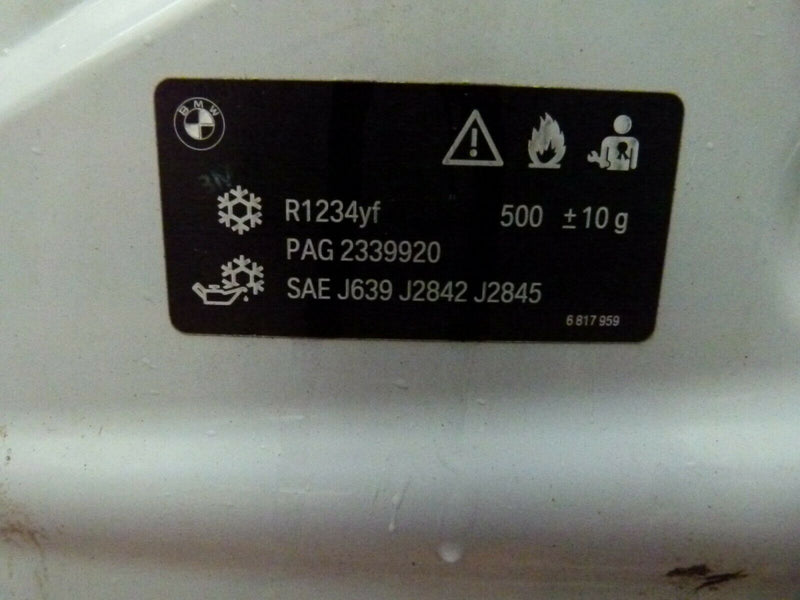 BMW
R1234yf 500 ±10 g
PAG 2339920
SAE J639 J2842 J2845
6 817 959